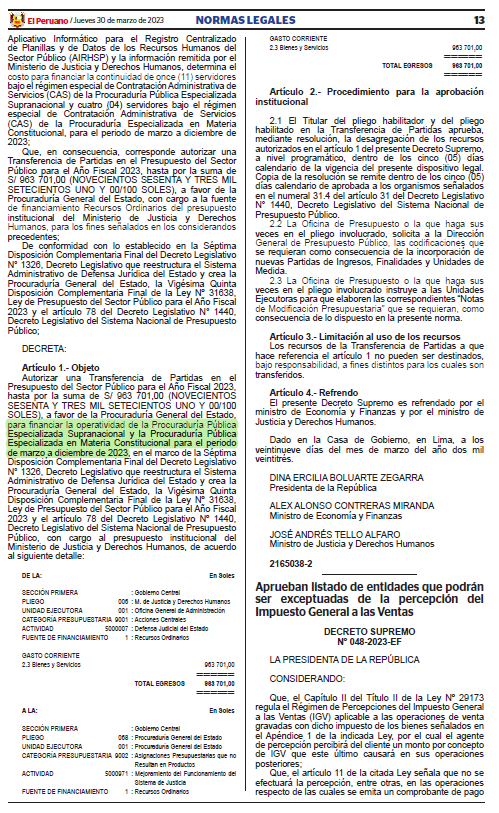 El Peruano / Jueves 30 de marzo de 2023
NORMAS LEGALES
13
Aplicativo Informático para el Registro Centralizado
de Planillas y de Datos de los Recursos Humanos del
Sector Público (AIRHSP) y la información remitida por el
Ministerio de Justicia y Derechos Humanos, determina el
costo para financiar la continuidad de once (11) servidores
bajo el régimen especial de Contratación Administrativa de
Servicios (CAS) de la Procuraduría Pública Especializada
Supranacional y cuatro (04) servidores bajo el régimen
especial de Contratación Administrativa de Servicios
(CAS) de la Procuraduría Especializada en Materia
Constitucional, para el periodo de marzo a diciembre de
2023;
Que, en consecuencia, corresponde autorizar una
Transferencia de Partidas en el Presupuesto del Sector
Público para el Año Fiscal 2023, hasta por la suma de
S/ 963 701,00 (NOVECIENTOS SESENTA Y TRES MIL
SETECIENTOS UNO Y 00/100 SOLES), a favor de la
Procuraduría General del Estado, con cargo a la fuente
de financiamiento Recursos Ordinarios del presupuesto
institucional del Ministerio de Justicia y Derechos
Humanos, para los fines señalados en los considerandos
precedentes;
De conformidad con lo establecido en la Séptima
Disposición Complementaria Final del Decreto Legislativo
N° 1326, Decreto Legislativo que reestructura el Sistema
Administrativo de Defensa Jurídica del Estado y crea la
Procuraduría General del Estado, la Vigésima Quinta
Disposición Complementaria Final de la Ley N° 31638,
Ley de Presupuesto del Sector Público para el Año Fiscal
2023 y el artículo 78 del Decreto Legislativo N° 1440,
Decreto Legislativo del Sistema Nacional de Presupuesto
Público;
DECRETA:
Artículo 1.- Objeto
Autorizar una Transferencia de Partidas en el
Presupuesto del Sector Público para el Año Fiscal 2023,
hasta por la suma de S/ 963 701,00 (NOVECIENTOS
SESENTA Y TRES MIL SETECIENTOS UNO Y 00/100
SOLES), a favor de la Procuraduría General del Estado,
para financiar la operatividad de la Procuraduría Pública
Especializada Supranacional y la Procuraduría Pública
Especializada en Materia Constitucional para el periodo
de marzo a diciembre de 2023, en el marco de la Séptima
Disposición Complementaria Final del Decreto Legislativo
N° 1326, Decreto Legislativo que reestructura el Sistema
Administrativo de Defensa Jurídica del Estado y crea la
Procuraduría General del Estado, la Vigésima Quinta
Disposición Complementaria Final de la Ley N° 31638,
Ley de Presupuesto del Sector Público para el Año Fiscal
2023 y el artículo 78 del Decreto Legislativo N° 1440,
Decreto Legislativo del Sistema Nacional de Presupuesto
Público, con cargo al presupuesto institucional del
Ministerio de Justicia y Derechos Humanos, de acuerdo
al siguiente detalle:
DE LA: En Soles
SECCIÓN PRIMERA : Gobierno Central
PLIEGO 006 : M. de Justicia y Derechos Humanos
UNIDAD EJECUTORA 001 : Oficina General de Administración
CATEGORIA PRESUPUESTARIA 9001 : Acciones Centrales
ACTIVIDAD 5000007 : Defensa Judicial del Estado
FUENTE DE FINANCIAMIENTO 1 : Recursos Ordinarios
GASTO CORRIENTE
2.3 Bienes y Servicios 963 701,00
TOTAL EGRESOS 963 701,00
A LA: En Soles
SECCIÓN PRIMERA : Gobierno Central
PLIEGO 068 : Procuraduría General del Estado
UNIDAD EJECUTORA 001 : Procuraduría General del Estado
CATEGORIA PRESUPUESTARIA 9002 : Asignaciones Presupuestarias que no
Resultan en Productos
ACTIVIDAD 5000971 : Mejoramiento del Funcionamiento del
Sistema de Justicia
FUENTE DE FINANCIAMIENTO 1 : Recursos Ordinarios
GASTO CORRIENTE
2.3 Bienes y Servicios 963 701,00
TOTAL EGRESOS 963 701,00
Artículo 2.- Procedimiento para la aprobación
institucional
2.1 El Titular del pliego habilitador y del pliego
habilitado en la Transferencia de Partidas aprueba,
mediante resolución, la desagregación de los recursos
autorizados en el artículo 1 del presente Decreto Supremo,
a nivel programático, dentro de los cinco (05) días
calendario de la vigencia del presente dispositivo legal.
Copia de la resolución se remite dentro de los cinco (05)
días calendario de aprobada a los organismos señalados
en el numeral 31.4 del artículo 31 del Decreto Legislativo
N° 1440, Decreto Legislativo del Sistema Nacional de
Presupuesto Público.
2.2 La Oficina de Presupuesto o la que haga sus
veces en el pliego involucrado, solicita a la Dirección
General de Presupuesto Público, las codificaciones que
se requieran como consecuencia de la incorporación de
nuevas Partidas de Ingresos, Finalidades y Unidades de
Medida.
2.3 La Oficina de Presupuesto o la que haga sus
veces en el pliego involucrado instruye a las Unidades
Ejecutoras para que elaboren las correspondientes "Notas
de Modificación Presupuestaria" que se requieran, como
consecuencia de lo dispuesto en la presente norma.
Artículo 3.- Limitación al uso de los recursos
Los recursos de la Transferencia de Partidas a que
hace referencia el artículo 1 no pueden ser destinados,
bajo responsabilidad, a fines distintos para los cuales son
transferidos.
Artículo 4.- Refrendo
El presente Decreto Supremo es refrendado por el
ministro de Economía y Finanzas y por el ministro de
Justicia y Derechos Humanos.
Dado en la Casa de Gobierno, en Lima, a los
veintinueve días del mes de marzo del año dos mil
veintitrés.
DINA ERCILIA BOLUARTE ZEGARRA
Presidenta de la República
ALEX ALONSO CONTRERAS MIRANDA
Ministro de Economía y Finanzas
JOSÉ ANDRÉS TELLO ALFARO
Ministro de Justicia y Derechos Humanos
2165038-2
Aprueban listado de entidades que podrán
ser exceptuadas de la percepción del
Impuesto General a las Ventas
DECRETO SUPREMO
N° 048-2023-EF
LA PRESIDENTA DE LA REPÚBLICA
CONSIDERANDO:
Que, el Capítulo II del Título II de la Ley N° 29173
regula el Régimen de Percepciones del Impuesto General
a las Ventas (IGV) aplicable a las operaciones de venta
gravadas con dicho impuesto de los bienes señalados en
el Apéndice 1 de la indicada Ley, por el cual el agente
de percepción percibirá del cliente un monto por concepto
de IGV que este último causará en sus operaciones
posteriores;
Que, el artículo 11 de la citada Ley señala que no se
efectuará la percepción, entre otras, en las operaciones
respecto de las cuales se emita un comprobante de pago